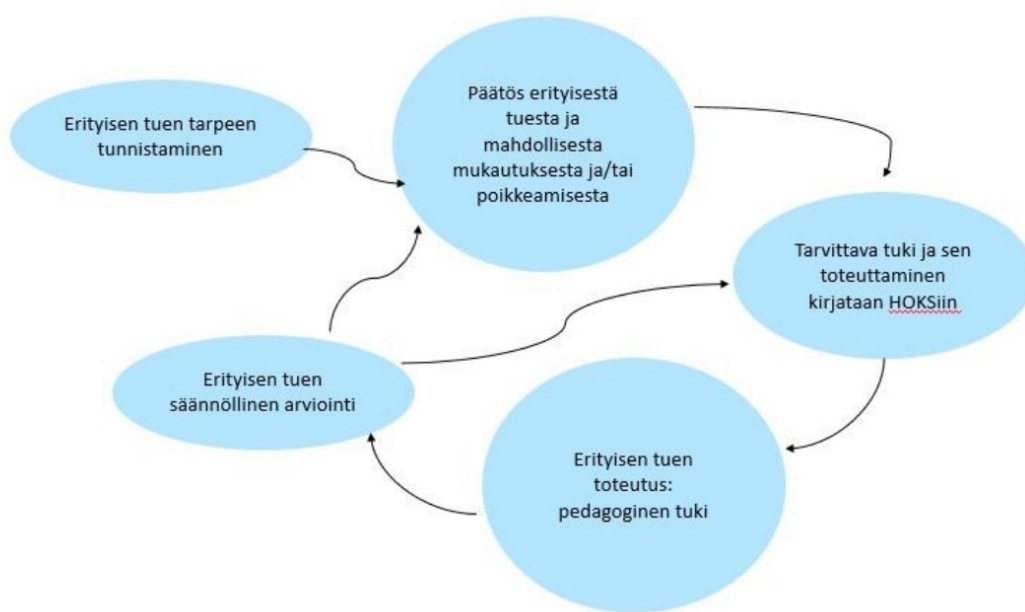 Erityisen tuen tarpeen
tunnistaminen
Päätös erityisestä
tuesta ja
mahdollisesta
mukautuksesta ja/tai
poikkeamisesta
Tarvittava tuki ja sen
toteuttaminen
kirjataan HOKSiin
Erityisen tuen
toteutus:
pedagoginen tuki
Erityisen tuen
säännöllinen arviointi